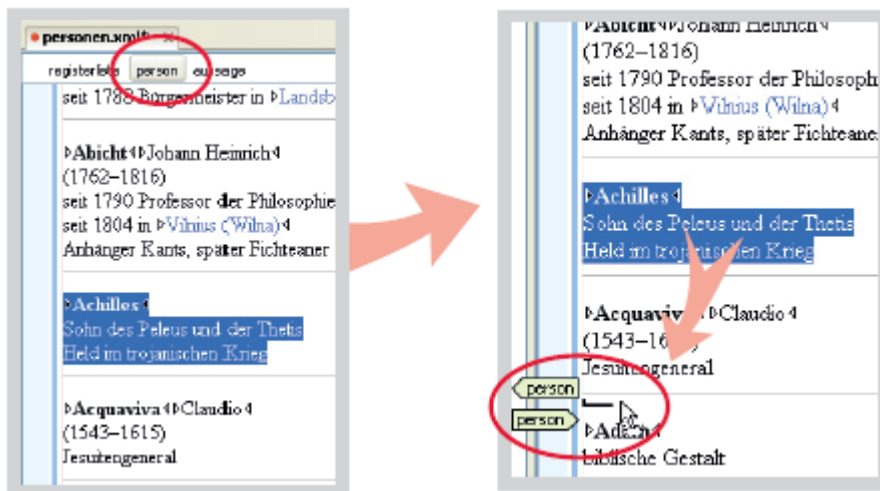 personen.xml
registerliste person aussage
seit 1788 Bürgermeister in Landsb
Abicht Johann Heinrich
(1762–1816)
seit 1790 Professor der Philosophie
seit 1804 in Vilnius (Wilna)
Anhänger Kants, später Fichteaner
Achilles
Sohn des Peleus und der Thetis
Held im trojanischen Krieg
Acquaviva Claudio
(1543–1615)
Jesuitengeneral
Abicht Johann Heinrich
(1762–1816)
seit 1790 Professor der Philosoph
seit 1804 in Vilnius (Wilna)
Anhänger Kants, später Fichteane
Achilles
Sohn des Peleus und der Thetis
Held im trojanischen Krieg
Acquaviva Claudio
(1543–1615)
Jesuitengeneral
person
person
Adam
biblische Gestalt